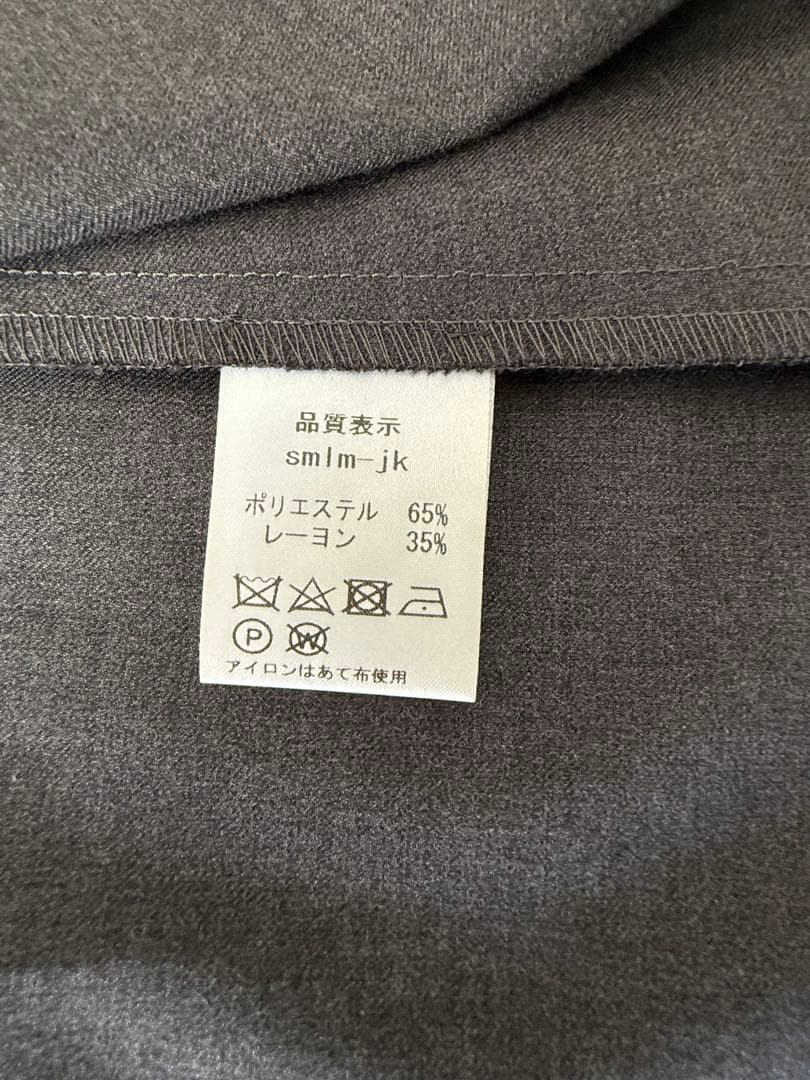 品質表示
smlm-jk
ポリエステル 65%
レーヨン 35%
P W
アイロンはあて布使用